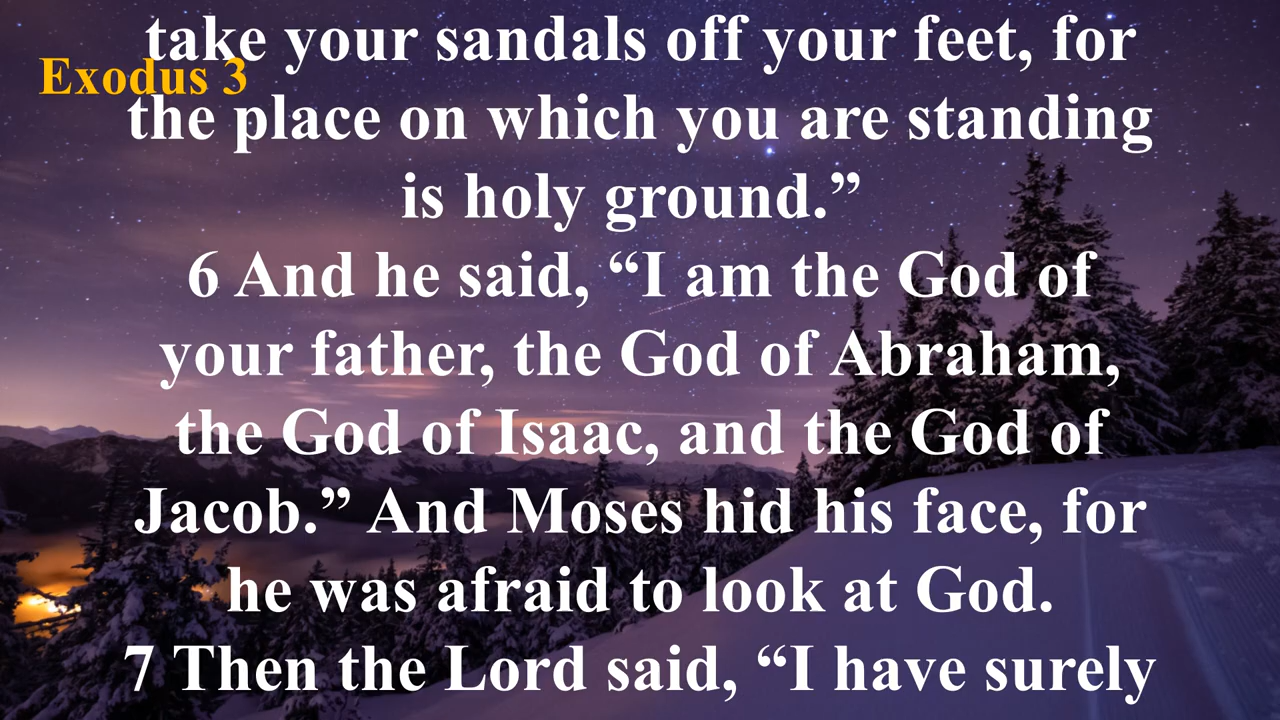 take your sandals off your feet, for
Exodus 3
the place on which you are standing
is holy ground.”
6 And he said, “I am the God of
your father, the God of Abraham,
the God of Isaac, and the God of
Jacob.” And Moses hid his face, for
he was afraid to look at God.
7 Then the Lord said, “I have surely